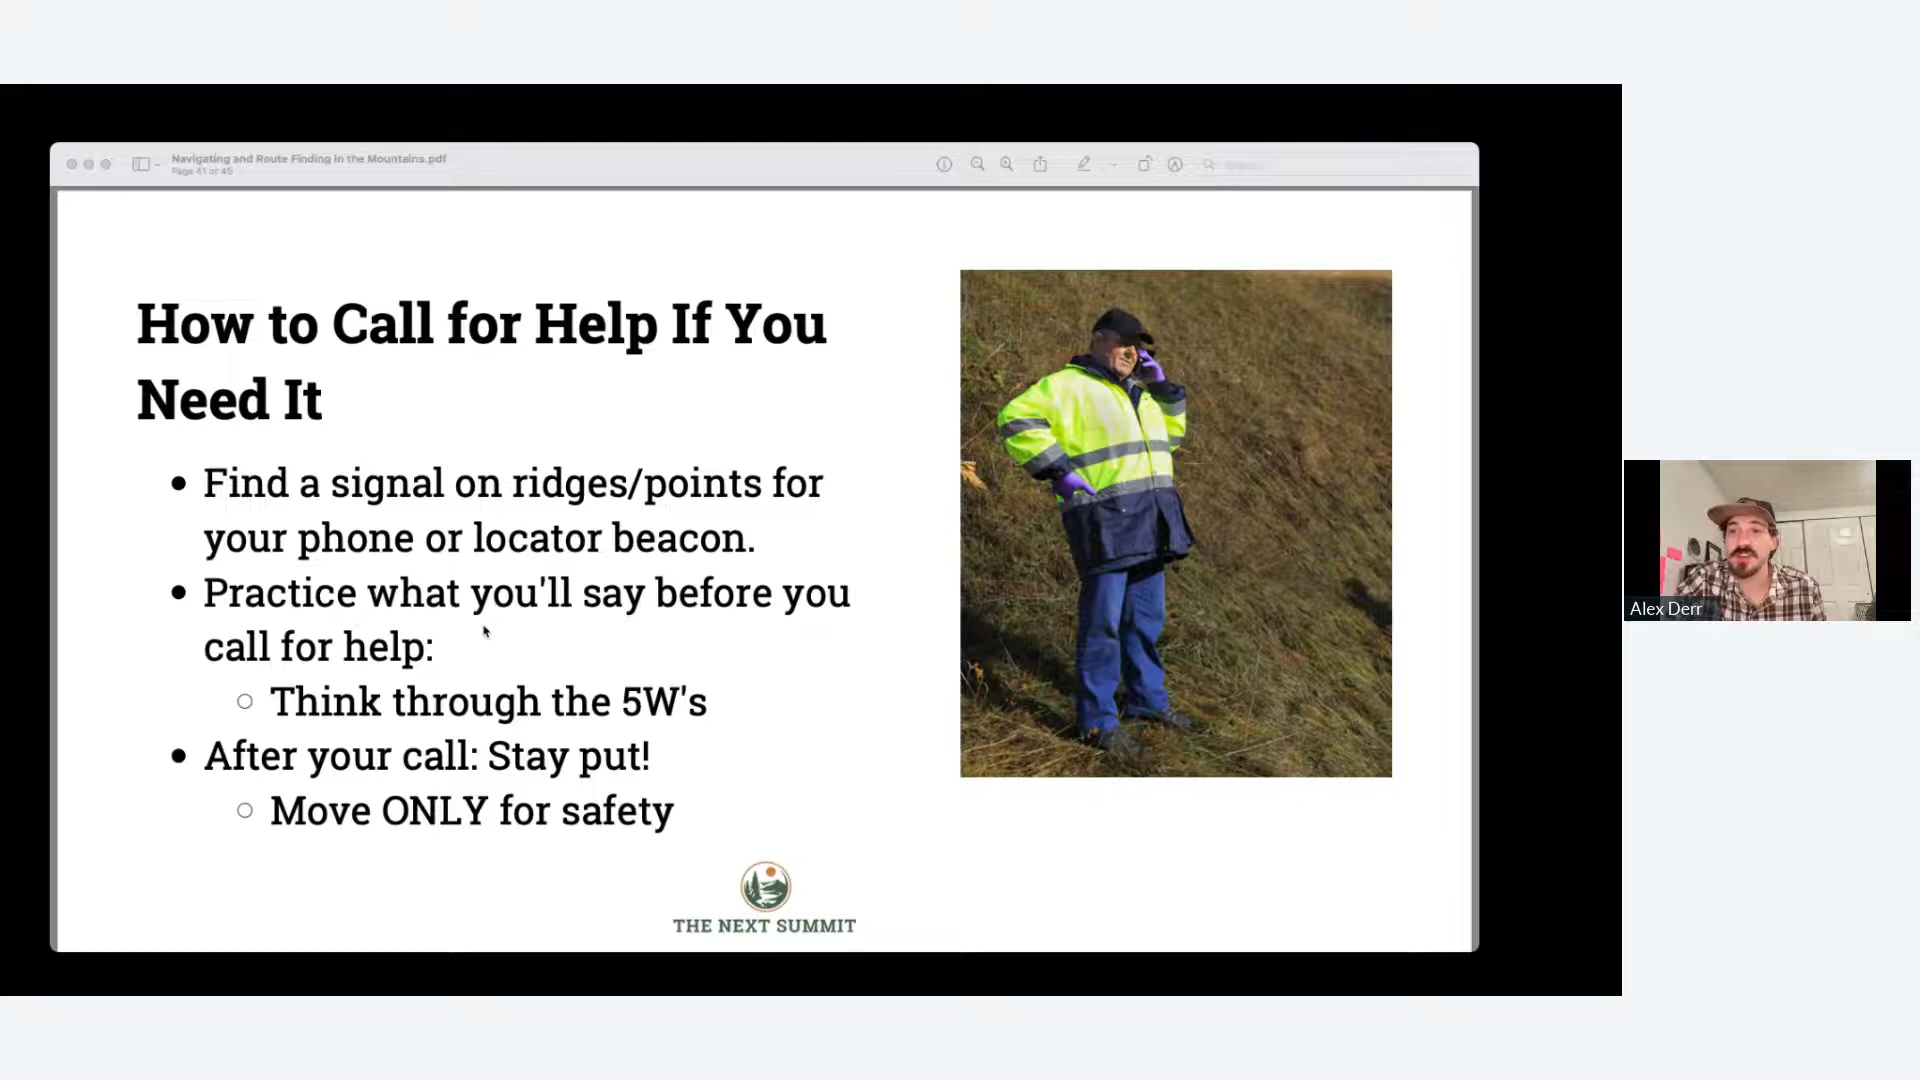 Navigating and Route Finding in the Mountains.pdf
Page 41 of 45
How to Call for Help If You
Need It
Find a signal on ridges/points for
your phone or locator beacon.
Practice what you'll say before you
call for help:
Think through the 5W's
After your call: Stay put!
Move ONLY for safety
THE NEXT SUMMIT
Alex Derr